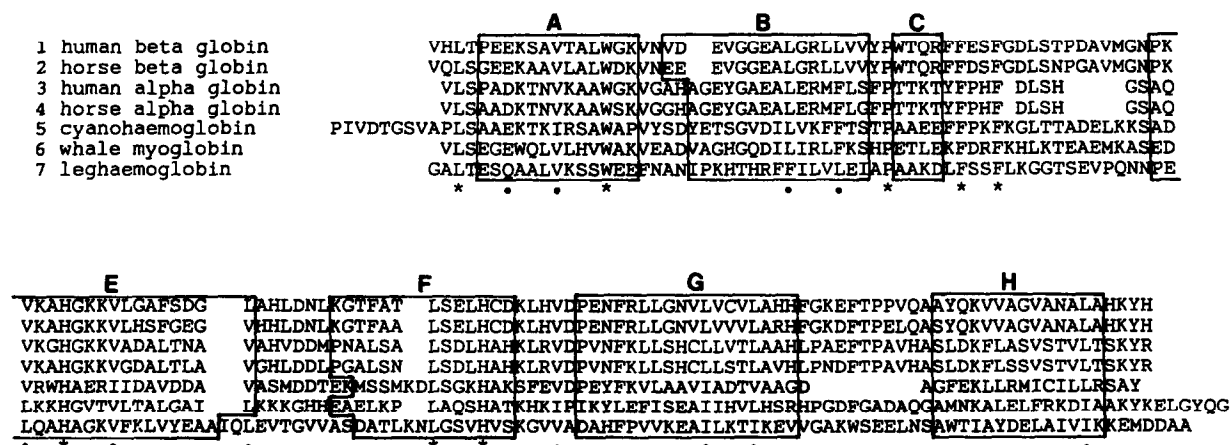 A B C
1 human beta globin VHLTPEEKSAVTALWGKVNVD EVGGEALGRLLVVYPWTQRFFESFGDLSTPDAVMGNPK
2 horse beta globin VQLSGEEKAAVLALWDKVNEE EVGGEALGRLLVVYPWTQRFFDSFGDLSNPGAVMGNPK
3 human alpha globin VLSPADKTNVKAAWGKVGAHAGEYGAEALERMFLSFPTTKTYFPHF DLSH GSAQ
4 horse alpha globin VLSAADKTNVKAAWSKVGGHAGEYGAEALERMFLGFPTTKTYFPHF DLSH GSAQ
5 cyanohaemoglobin PIVDTGSVAPLSAAEKTKIRSAWAPVYSDYETSGVDILVKFFTSTPAAEEFFPKFKGLTTADELKKSAD
6 whale myoglobin VLSEGEWQLVLHVWAKVEADVAGHGQDILIRLFKSHPETLEKFDRFKHLKTEAEMKASED
7 leghaemoglobin GALTESQAALVKSSWEEFNANIPKHTHRFFILVLEIAPAAKDLFSSFLKGGTSEVPQNNPE
* . . * . . * * *
E F G H
VKAHGKKVLGAFSDG LAHLDNLKGTFAT LSELHCDKLHVDPENFRLLGNVLVCVLAHHFGKEFTPPVQAAYQKVVAGVANALAHKYH
VKAHGKKVLHSFGEG VHHLDNLKGTFAA LSELHCDKLHVDPENFRLLGNVLVVVLARHFGKDFTPELQASYQKVVAGVANALAHKYH
VKGHGKKVADALTNA VAHVDDMPNALSA LSDLHAHKLRVDPVNFKLLSHCLLVTLAAHLPAEFTPAVHASLDKFLASVSTVLTSKYR
VKAHGKKVGDALTLA VGHLDDLPGALSN LSDLHAHKLRVDPVNFKLLSHCLLSTLAVHLPNDFTPAVHASLDKFLSSVSTVLTSKYR
VRWHAERIIDAVDDA VASMDDTEKMSSMKDLSGKHAKSFEVDPEYFKVLAAVIADTVAAGD AGFEKLLRMICILLRSAY
LKKHGVTVLTALGAI LKKKGHHEAELKP LAQSHATKHKIPIKYLEFISEAIIHVLHSRHPGDFGADAQGAMNKALELFRKDIAAKYKELGYQG
LQAHAGKVFKLVYEAAIQLEVTGVVASDATLKNLGSVHVSKGVVADAHFPVVKEAILKTIKEVVGAKWSEELNSAWTIAYDELAIVIKKEMDDAA